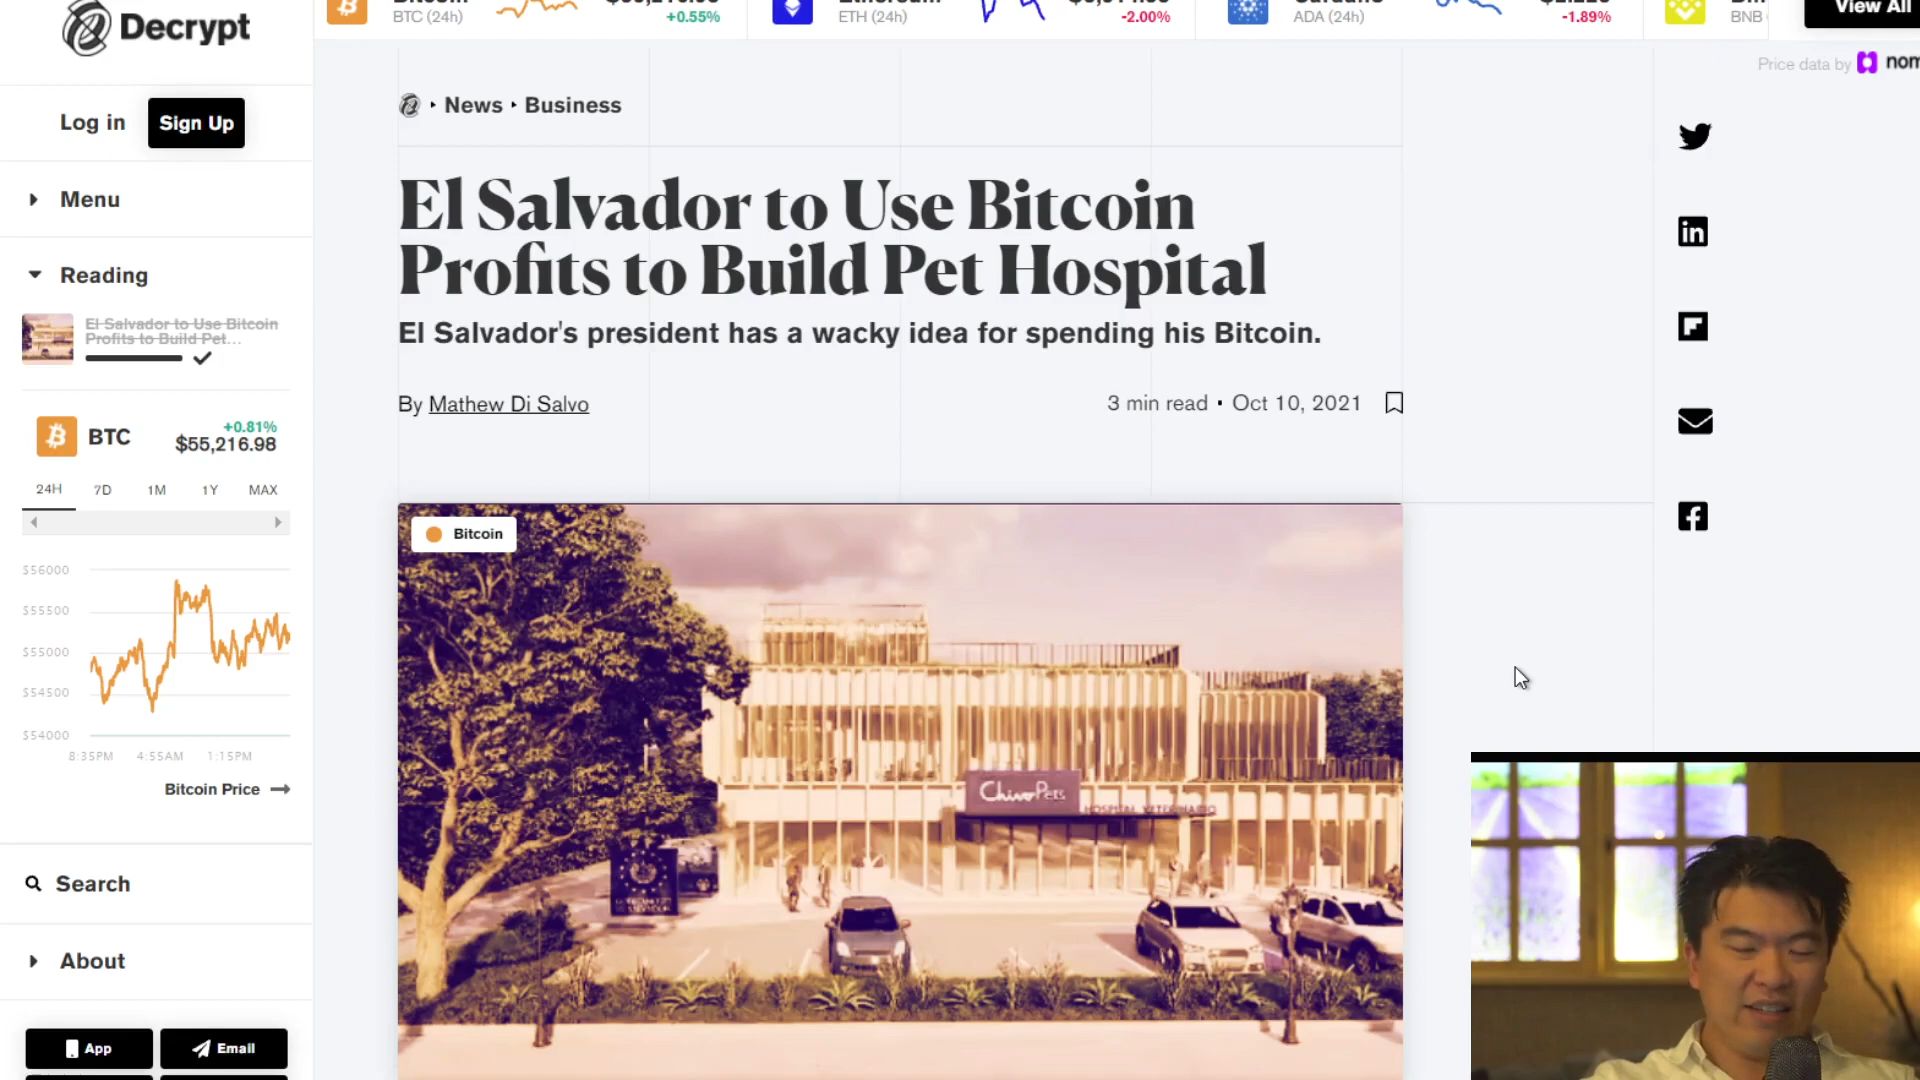 Decrypt
BTC (24h)
+0.55%
ETH (24h)
-2.00%
ADA (24h)
-1.89%
BNB
View All
Price data by
Log in
Sign Up
Menu
Reading
El Salvador to Use Bitcoin
Profits to Build Pet...
BTC
+0.81%
$55,216.98
24H 7D 1M 1Y MAX
$56000
$55500
$55000
$54500
$54000
8:35PM 4:55AM 1:15PM
Bitcoin Price
Search
About
App
Email
News
Business
El Salvador to Use Bitcoin
Profits to Build Pet Hospital
El Salvador's president has a wacky idea for spending his Bitcoin.
By Mathew Di Salvo
3 min read • Oct 10, 2021
Bitcoin
Chivo Pets
HOSPITAL VETERINARIO